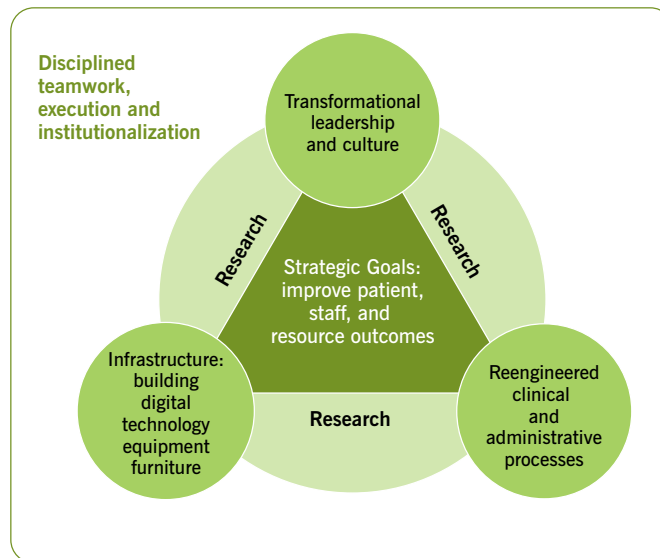 Disciplined
teamwork,
execution and
institutionalization
Transformational
leadership
and culture
Research
Research
Strategic Goals:
improve patient,
staff, and
resource outcomes
Infrastructure:
building
digital
technology
equipment
furniture
Research
Reengineered
clinical
and
administrative
processes